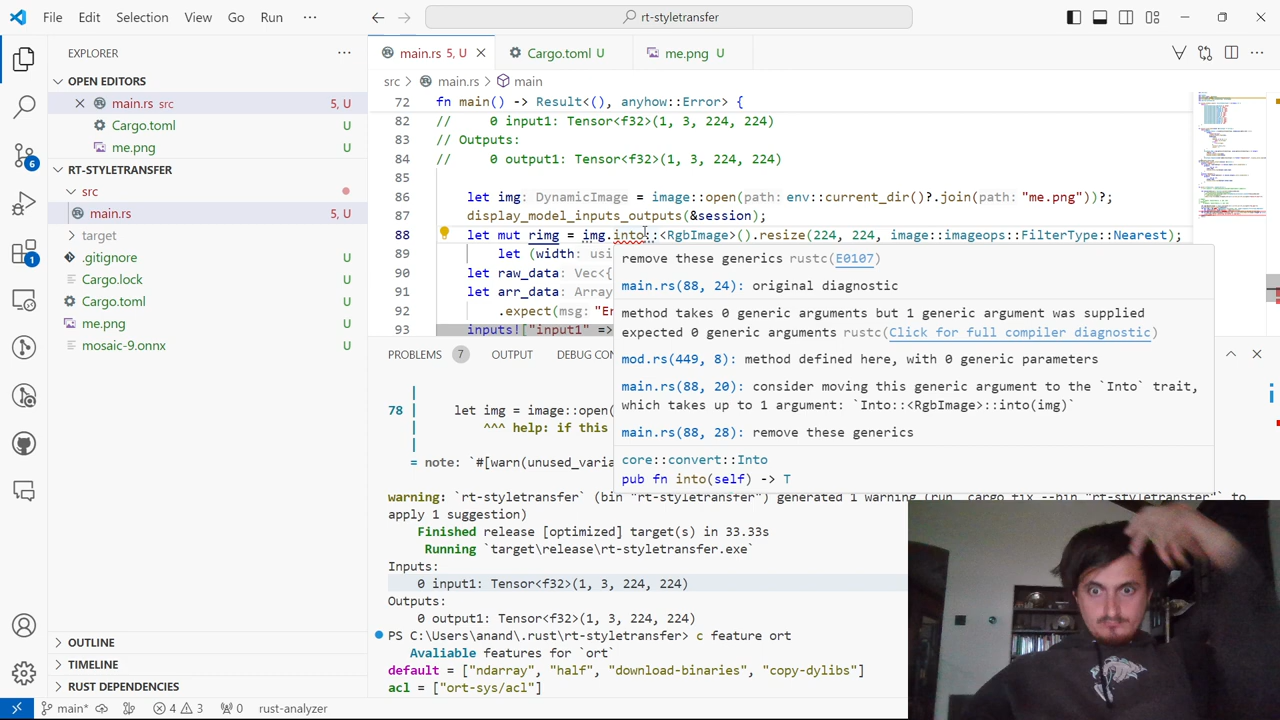 File Edit Selection View Go Run ··· rt-styletransfer
EXPLORER
OPEN EDITORS
main.rs src 5, U
Cargo.toml U
me.png U
RT-STYLETRANSFER
src
main.rs 5, U
target
.gitignore U
Cargo.lock U
Cargo.toml U
me.png U
mosaic-9.onnx U
OUTLINE
TIMELINE
RUST DEPENDENCIES
6
1
main.rs 5, U Cargo.toml U me.png U
src main.rs main
72 fn main() -> Result<(), anyhow::Error> {
82 // 0 input1: Tensor<f32>(1, 3, 224, 224)
83 // Outputs:
84 // 0 output1: Tensor<f32>(1, 3, 224, 224)
85
86 let img DynamicImage = image::open(path: env::current_dir()?.join(path: "me.png"))?;
87 display_model_inputs_outputs(&session);
88 let mut img = img.into::<RgbImage>().resize(224, 224, image::imageops::FilterType::Nearest);
89 let (width: usi
90 let raw_data: Vec<{
91 let arr_data: Array
92 .expect(msg: "Er
93 inputs!["input1" =>
remove these generics rustc(E0107)
main.rs(88, 24): original diagnostic
method takes 0 generic arguments but 1 generic argument was supplied
expected 0 generic arguments rustc(Click for full compiler diagnostic)
mod.rs(449, 8): method defined here, with 0 generic parameters
main.rs(88, 20): consider moving this generic argument to the `Into` trait,
which takes up to 1 argument: `Into::<RgbImage>::into(img)`
main.rs(88, 28): remove these generics
core::convert::Into
pub fn into(self) -> T
PROBLEMS 7 OUTPUT DEBUG CON
|
78 | let img = image::open(
| ^^^ help: if this
|
= note: `#[warn(unused_varia
warning: `rt-styletransfer` (bin "rt-styletransfer") generated 1 warning (run `cargo fix --bin "rt-styletransfer"` to
apply 1 suggestion)
Finished release [optimized] target(s) in 33.33s
Running `target\release\rt-styletransfer.exe`
Inputs:
0 input1: Tensor<f32>(1, 3, 224, 224)
Outputs:
0 output1: Tensor<f32>(1, 3, 224, 224)
PS C:\Users\anand\.rust\rt-styletransfer> c feature ort
Avaliable features for `ort`
default = ["ndarray", "half", "download-binaries", "copy-dylibs"]
acl = ["ort-sys/acl"]
main* 4 3 0 rust-analyzer